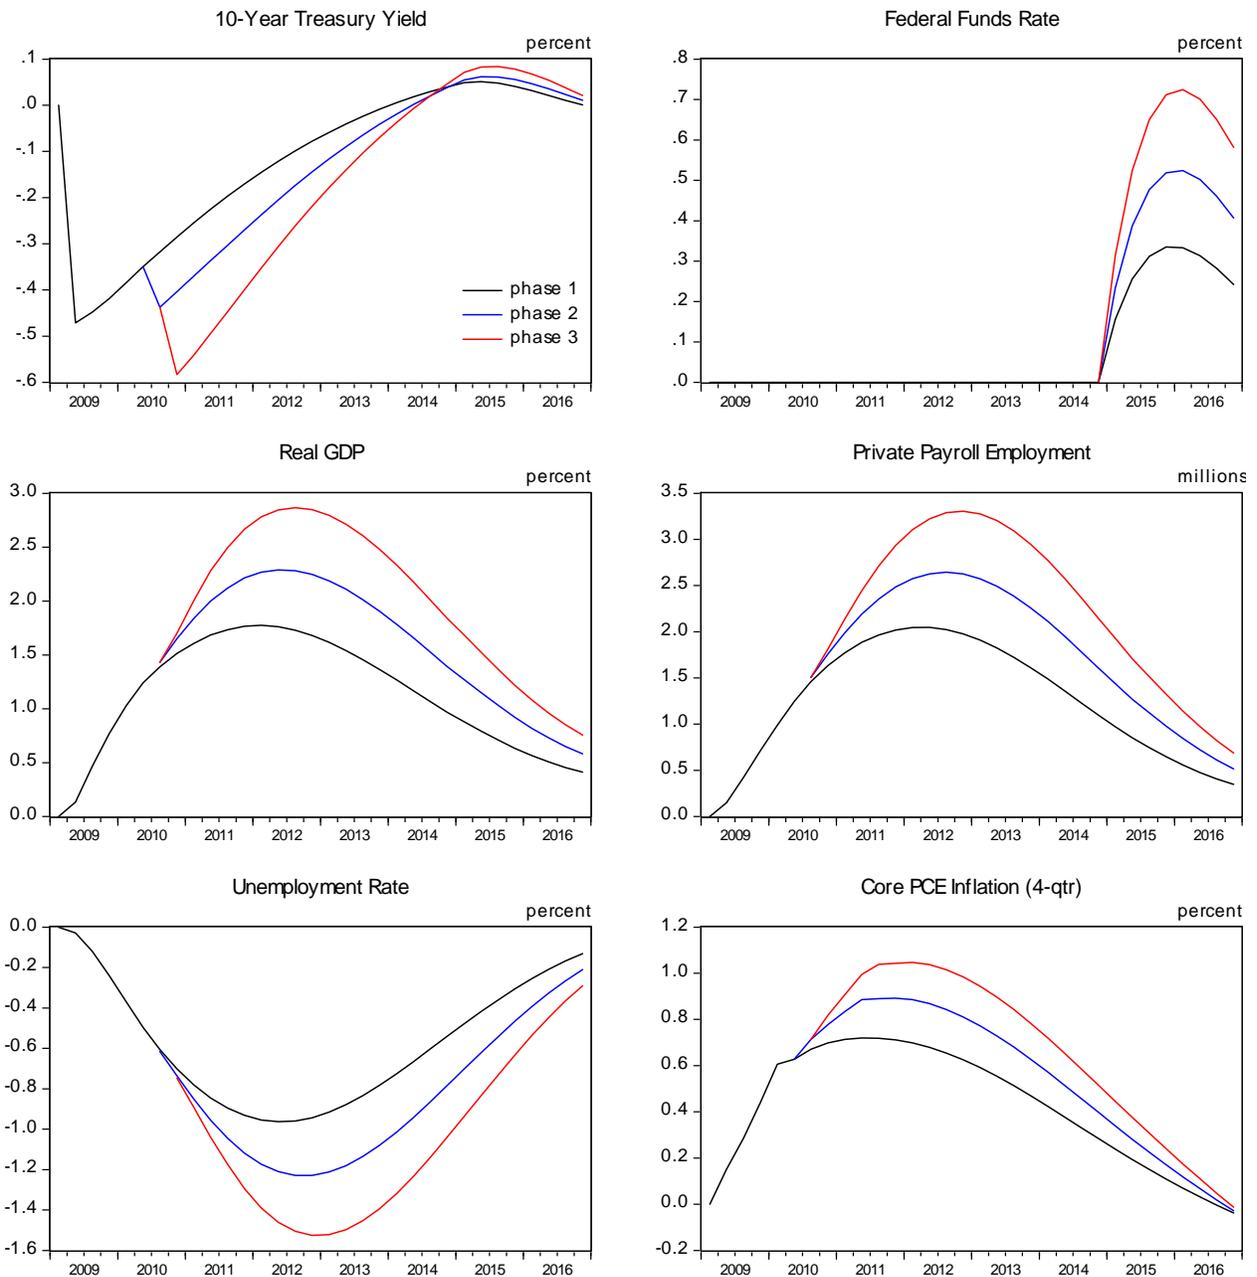 10-Year Treasury Yield
percent
.1
.0
-.1
-.2
-.3
-.4
-.5
-.6
phase 1
phase 2
phase 3
2009 2010 2011 2012 2013 2014 2015 2016
Federal Funds Rate
percent
.8
.7
.6
.5
.4
.3
.2
.1
.0
2009 2010 2011 2012 2013 2014 2015 2016
Real GDP
percent
3.0
2.5
2.0
1.5
1.0
0.5
0.0
2009 2010 2011 2012 2013 2014 2015 2016
Private Payroll Employment
millions
3.5
3.0
2.5
2.0
1.5
1.0
0.5
0.0
2009 2010 2011 2012 2013 2014 2015 2016
Unemployment Rate
percent
0.0
-0.2
-0.4
-0.6
-0.8
-1.0
-1.2
-1.4
-1.6
2009 2010 2011 2012 2013 2014 2015 2016
Core PCE Inflation (4-qtr)
percent
1.2
1.0
0.8
0.6
0.4
0.2
0.0
-0.2
2009 2010 2011 2012 2013 2014 2015 2016